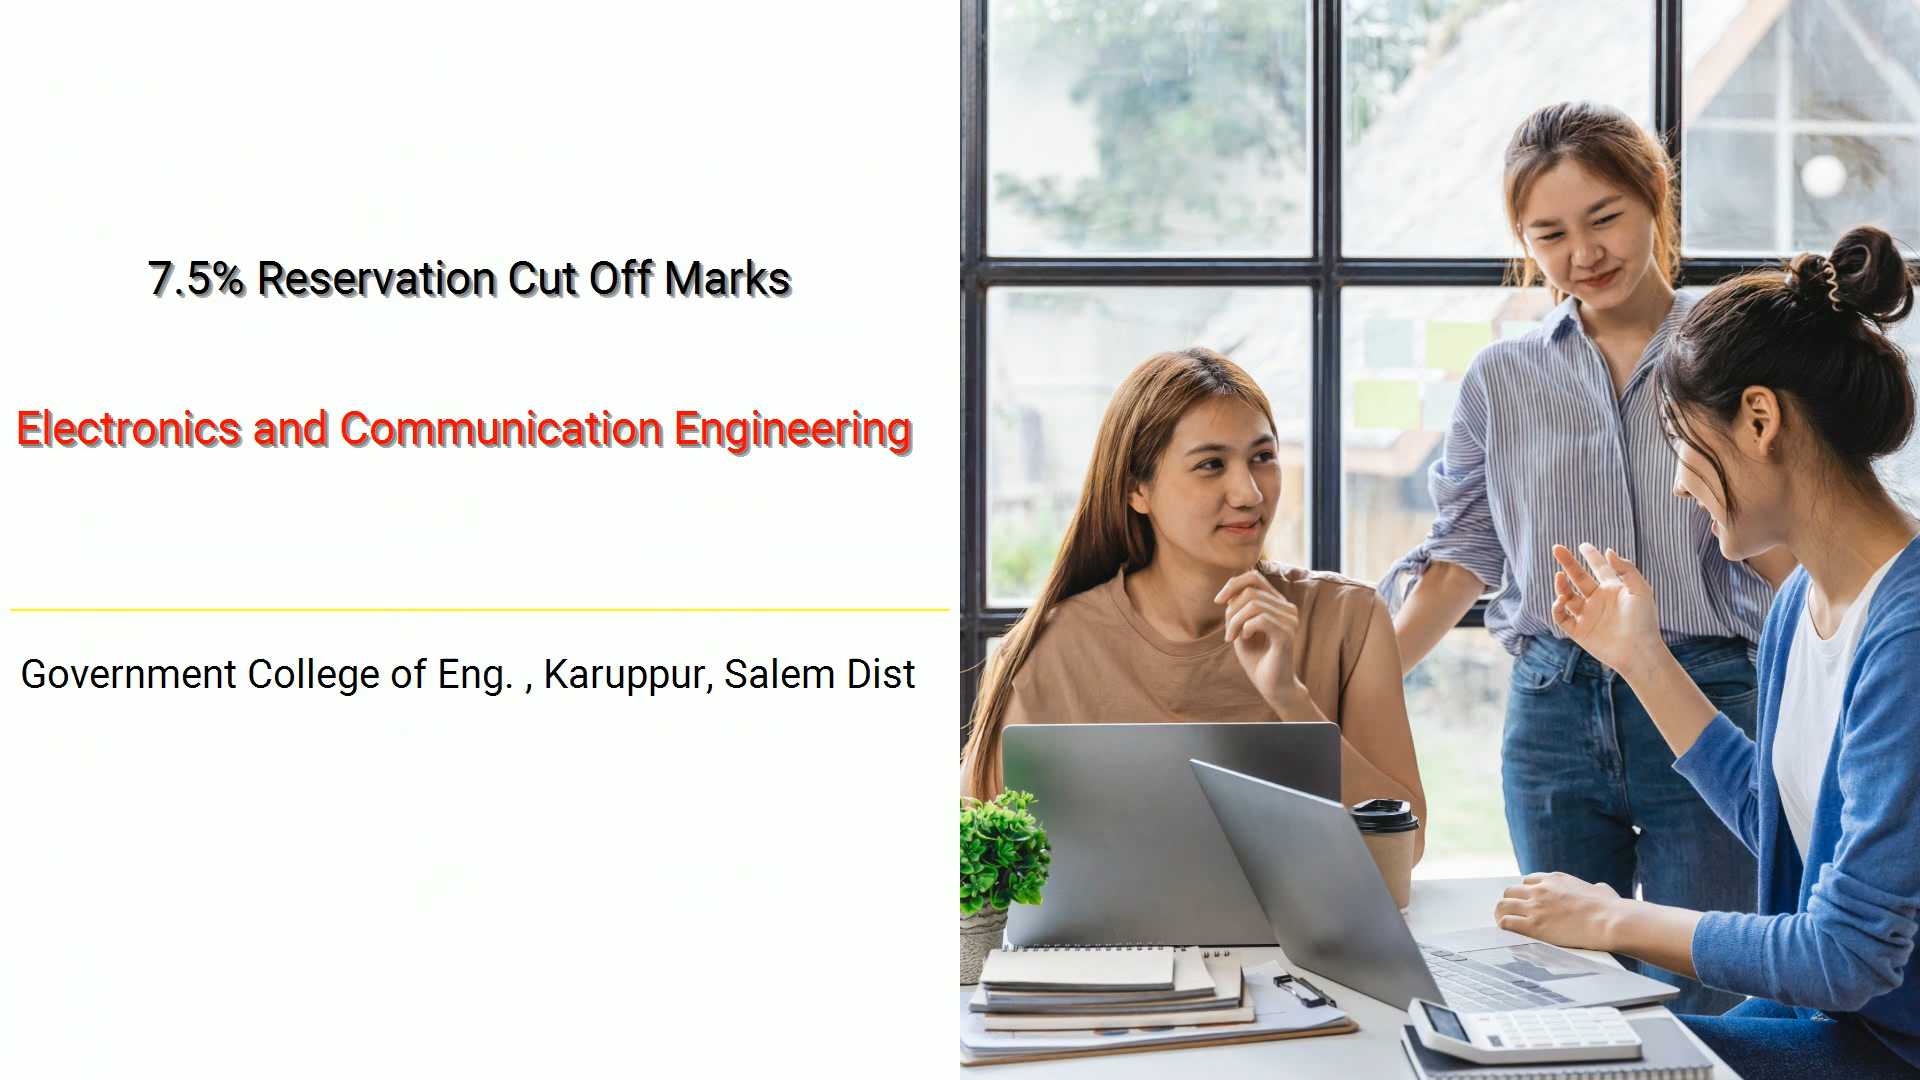 7.5% Reservation Cut Off Marks
Electronics and Communication Engineering
Government College of Eng. , Karuppur, Salem Dist